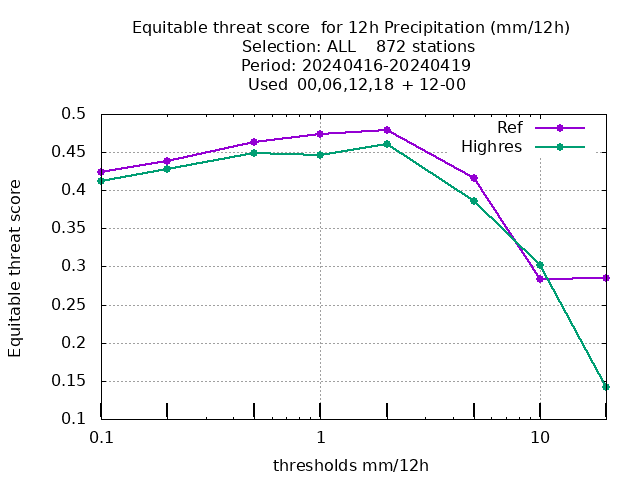 Equitable threat score  for 12h Precipitation (mm/12h)
Selection: ALL    872 stations
Period: 20240416-20240419
Used  00,06,12,18  + 12-00
Ref
Highres
0.5
0.45
0.4
0.35
0.3
0.25
0.2
0.15
0.1
Equitable threat score
0.1 1 10
thresholds mm/12h